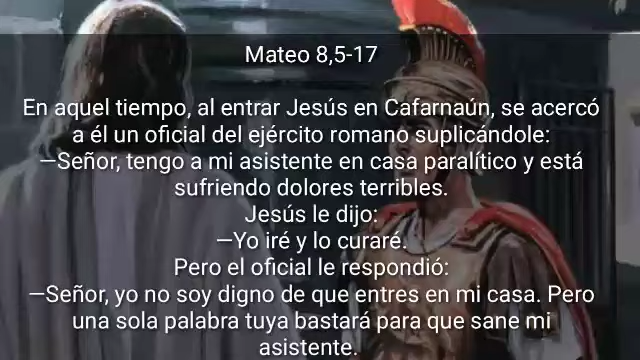 Mateo 8,5-17
En aquel tiempo, al entrar Jesús en Cafarnaún, se acercó
a él un oficial del ejército romano suplicándole:
—Señor, tengo a mi asistente en casa paralítico y está
sufriendo dolores terribles.
Jesús le dijo:
—Yo iré y lo curaré.
Pero el oficial le respondió:
—Señor, yo no soy digno de que entres en mi casa. Pero
una sola palabra tuya bastará para que sane mi
asistente.